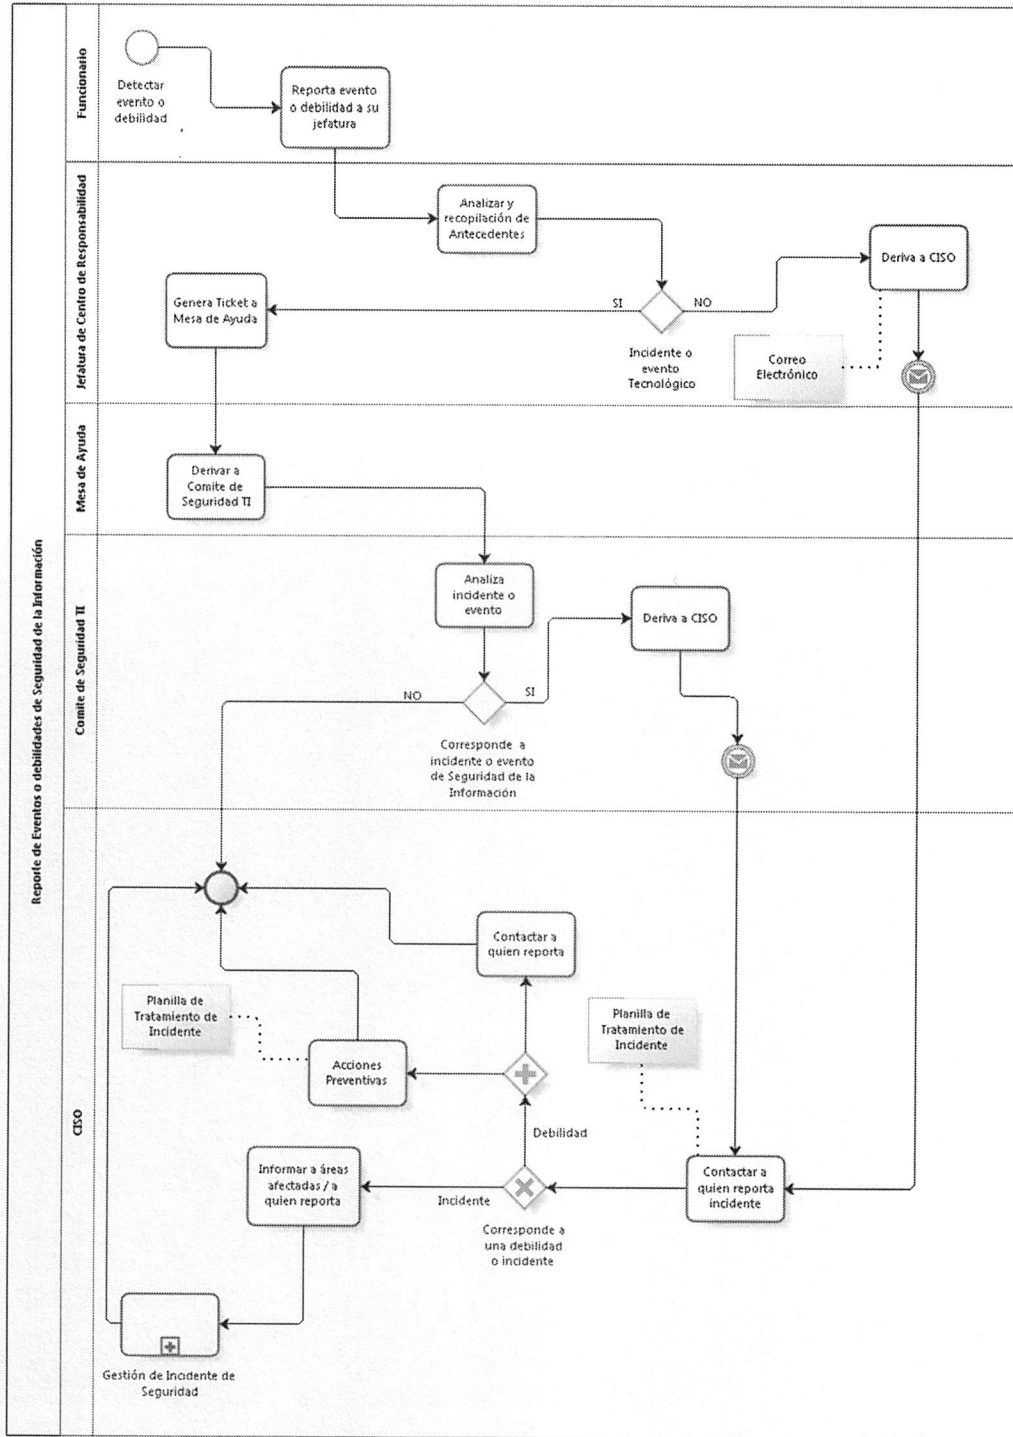 Reporte de Eventos o debilidades de Seguridad de la Información
Funcionario
Detectar
evento o
debilidad
Reporta evento
o debilidad a su
jefatura
Jefatura de Centro de Responsabilidad
Analizar y
recopilación de
Antecedentes
Deriva a CISO
Genera Ticket a
Mesa de Ayuda
SI
NO
Incidente o
evento
Tecnológico
Correo
Electrónico
Mesa de Ayuda
Derivar a
Comite de
Seguridad TI
Comite de Seguridad TI
Analiza
incidente o
evento
Deriva a CISO
NO
SI
Corresponde a
incidente o evento
de Seguridad de la
Información
CISO
Contactar a
quien reporta
Planilla de
Tratamiento de
Incidente
Planilla de
Tratamiento de
Incidente
Acciones
Preventivas
Debilidad
Informar a áreas
afectadas / a
quien reporta
Incidente
Corresponde a
una debilidad
o incidente
Contactar a
quien reporta
incidente
Gestión de Incidente de
Seguridad